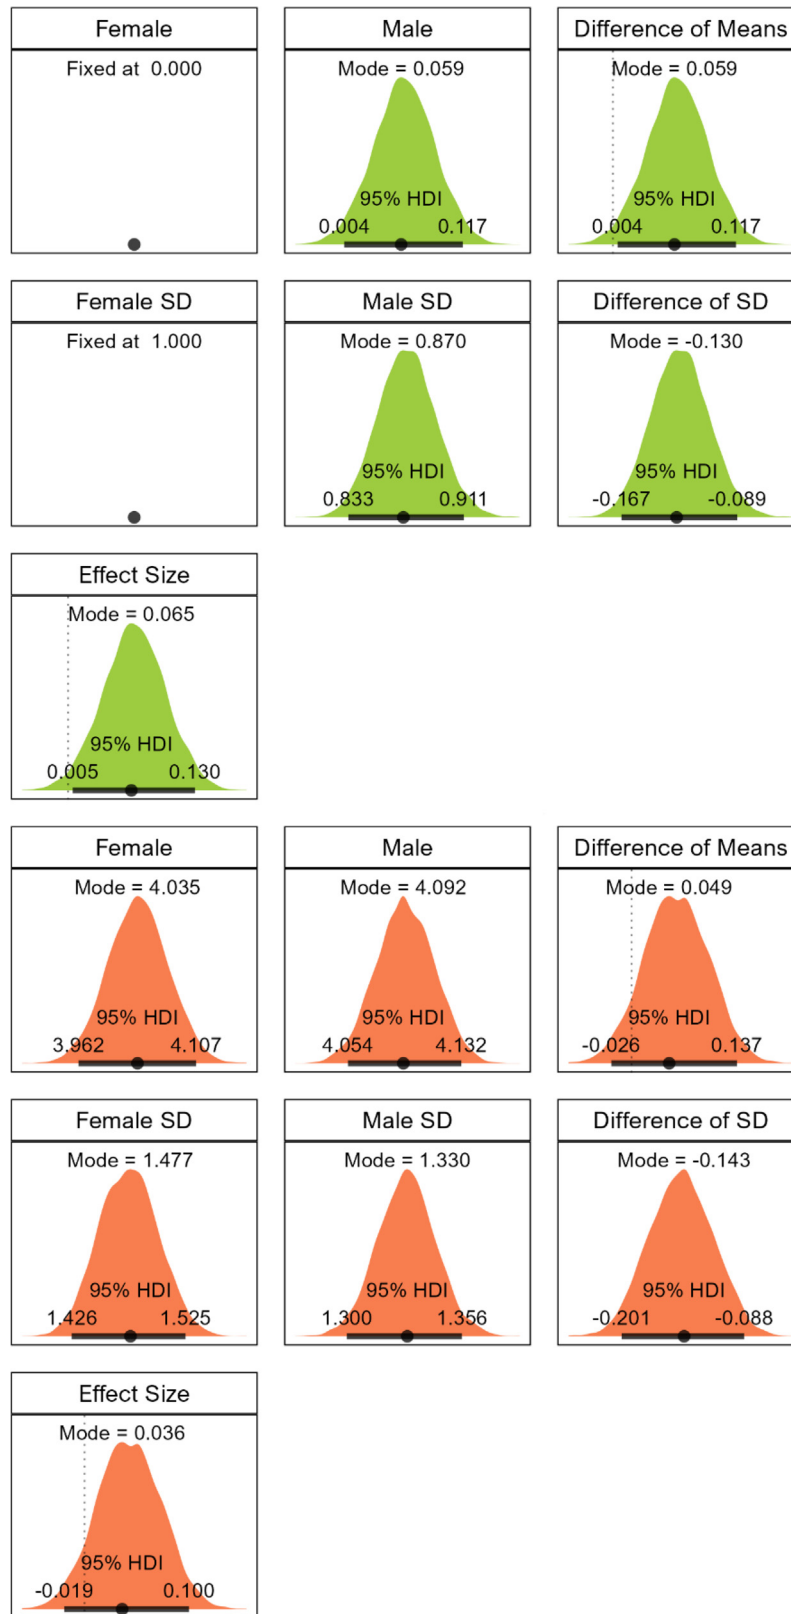 Female
Male
Difference of Means
Fixed at 0.000
Mode = 0.059
Mode = 0.059
95% HDI
95% HDI
0.004
0.117
0.004
0.117
Female SD
Male SD
Difference of SD
Fixed at 1.000
Mode = 0.870
Mode = -0.130
95% HDI
95% HDI
0.833
0.911
-0.167
-0.089
Effect Size
Mode = 0.065
95% HDI
0.005
0.130
Female
Male
Difference of Means
Mode = 4.035
Mode = 4.092
Mode = 0.049
95% HDI
95% HDI
95% HDI
3.962
4.107
4.054
4.132
-0.026
0.137
Female SD
Male SD
Difference of SD
Mode = 1.477
Mode = 1.330
Mode = -0.143
95% HDI
95% HDI
95% HDI
1.426
1.525
1.300
1.356
-0.201
-0.088
Effect Size
Mode = 0.036
95% HDI
-0.019
0.100